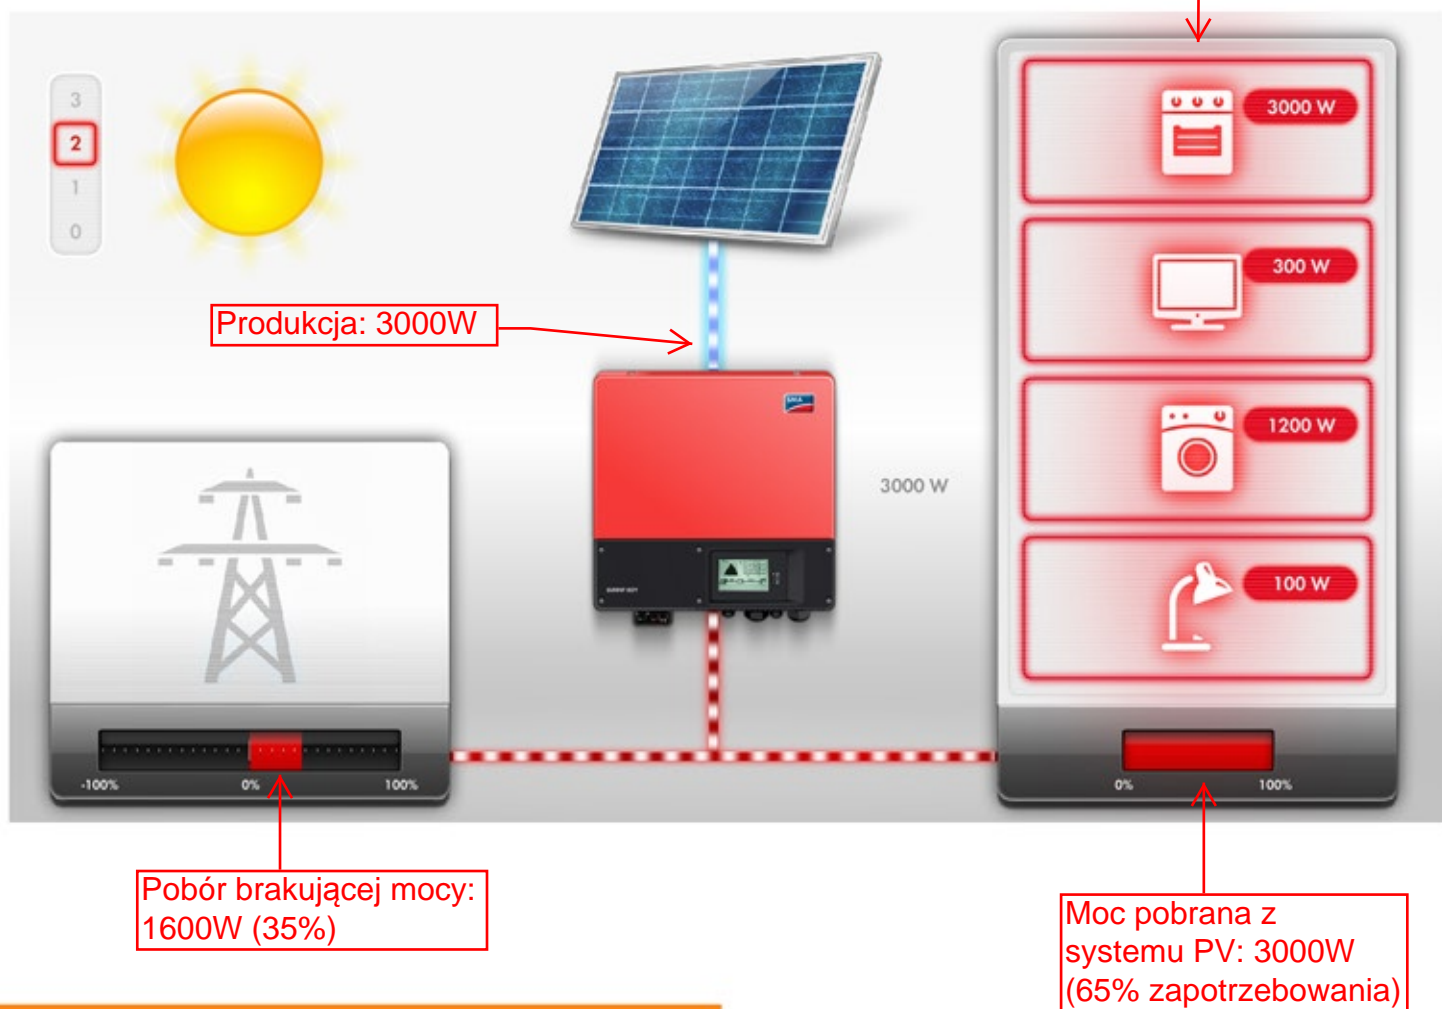 3
2
1
0
3000 W
300 W
Produkcja: 3000W
1200 W
3000 W
100 W
-100%
0%
100%
0%
100%
Pobór brakującej mocy:
1600W (35%)
Moc pobrana z
systemu PV: 3000W
(65% zapotrzebowania)